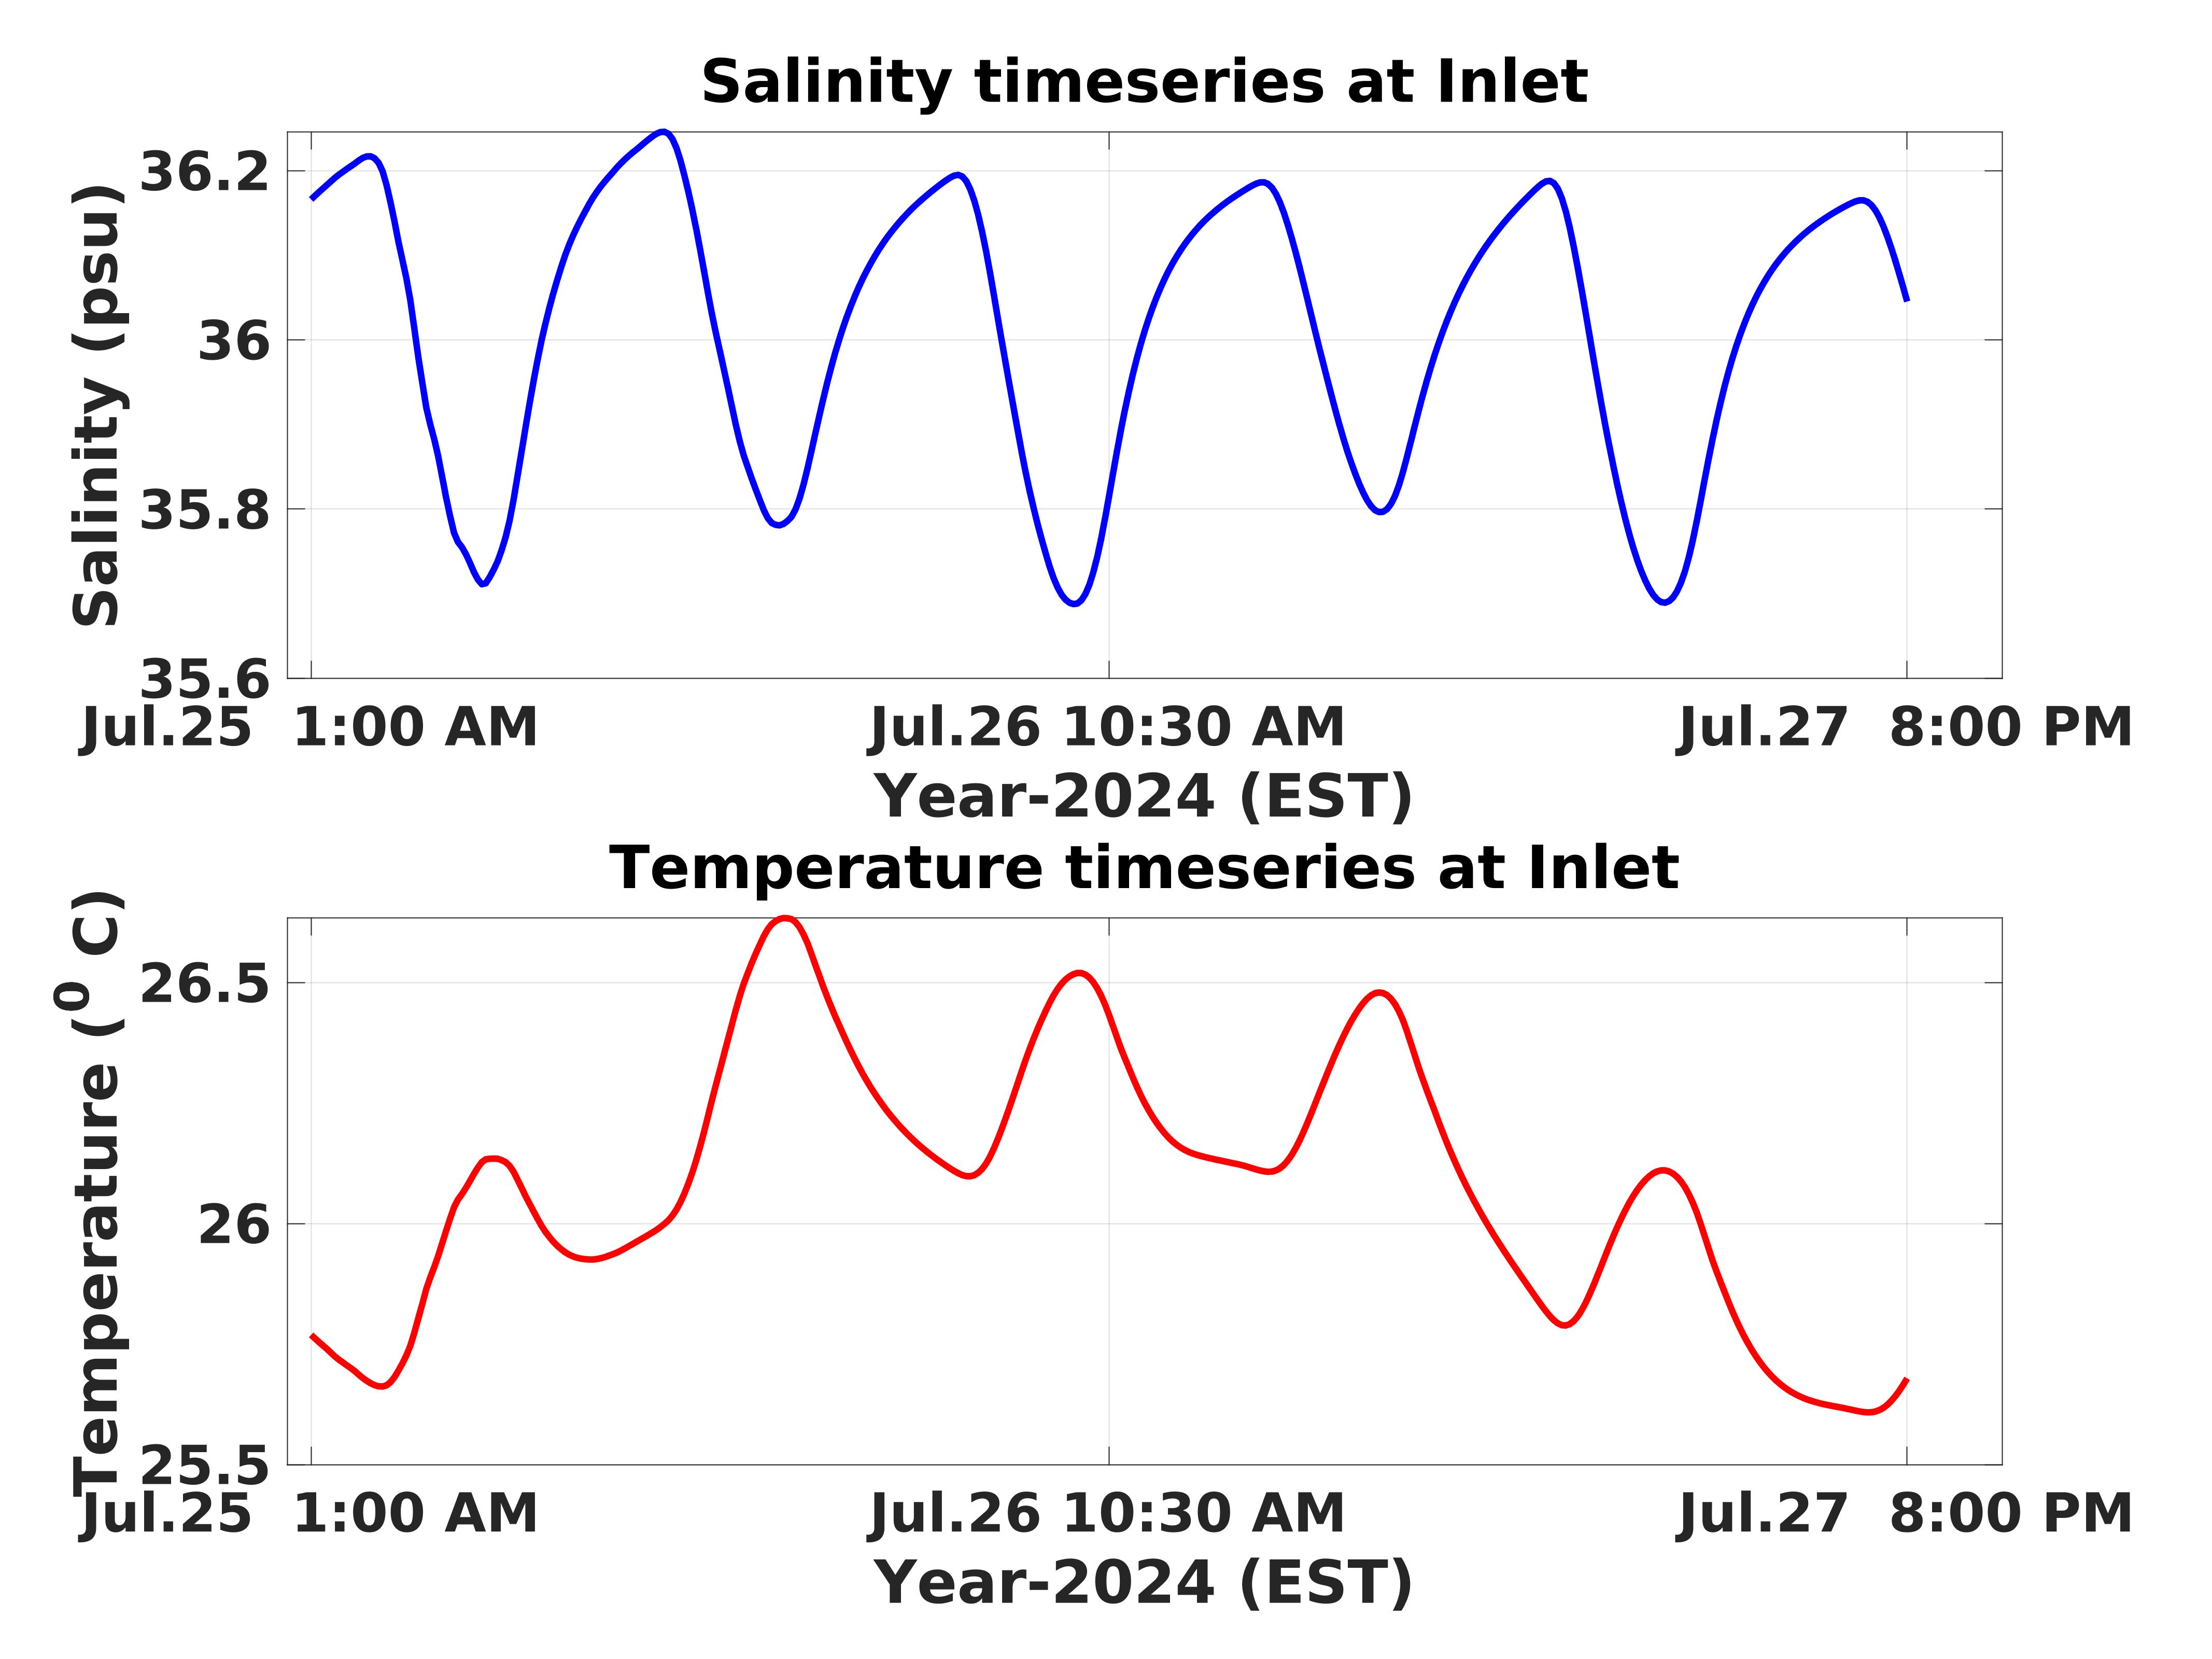 Salinity timeseries at Inlet
Salinity (psu)
36.2
36
35.8
35.6
Jul.25 1:00 AM Jul.26 10:30 AM Jul.27 8:00 PM
Year-2024 (EST)
Temperature timeseries at Inlet
Temperature (⁰ C)
26.5
26
25.5
Jul.25 1:00 AM Jul.26 10:30 AM Jul.27 8:00 PM
Year-2024 (EST)